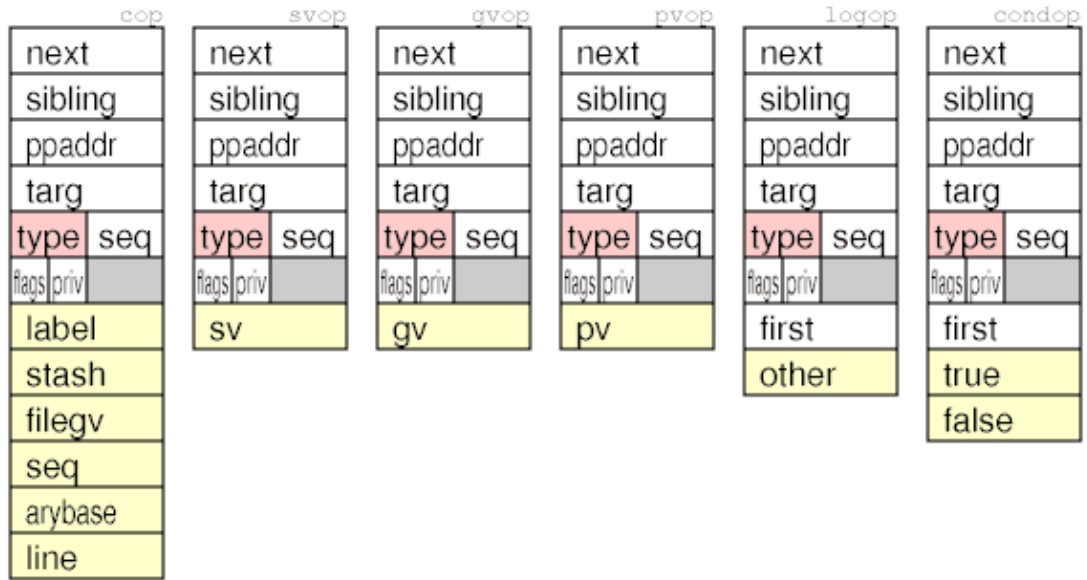 cop svop gvop pvop logop condop
next next next next next next
sibling sibling sibling sibling sibling sibling
ppaddr ppaddr ppaddr ppaddr ppaddr ppaddr
targ targ targ targ targ targ
type seq type seq type seq type seq type seq type seq
flags priv flags priv flags priv flags priv flags priv flags priv
label sv gv pv first first
stash other true
filegv false
seq
arybase
line